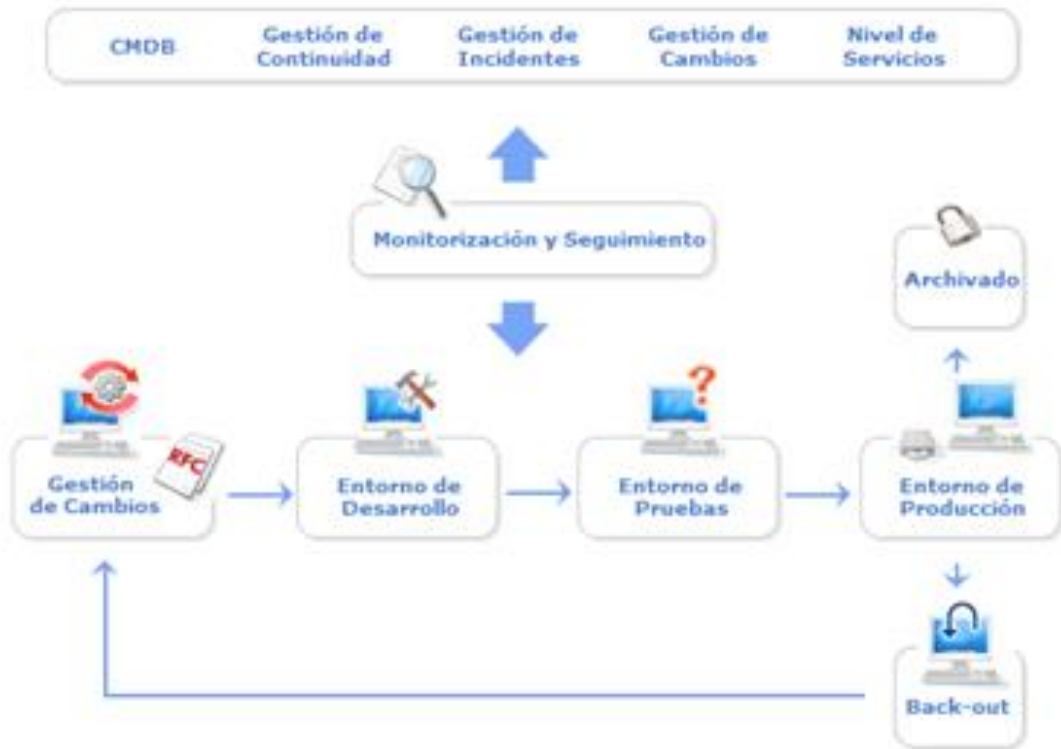 CMDB
Gestión de
Continuidad
Gestión de
Incidentes
Gestión de
Cambios
Nivel de
Servicios
Monitorización y Seguimiento
Archivado
RFC
Gestión
de Cambios
Entorno de
Desarrollo
Entorno de
Pruebas
Entorno de
Producción
Back-out